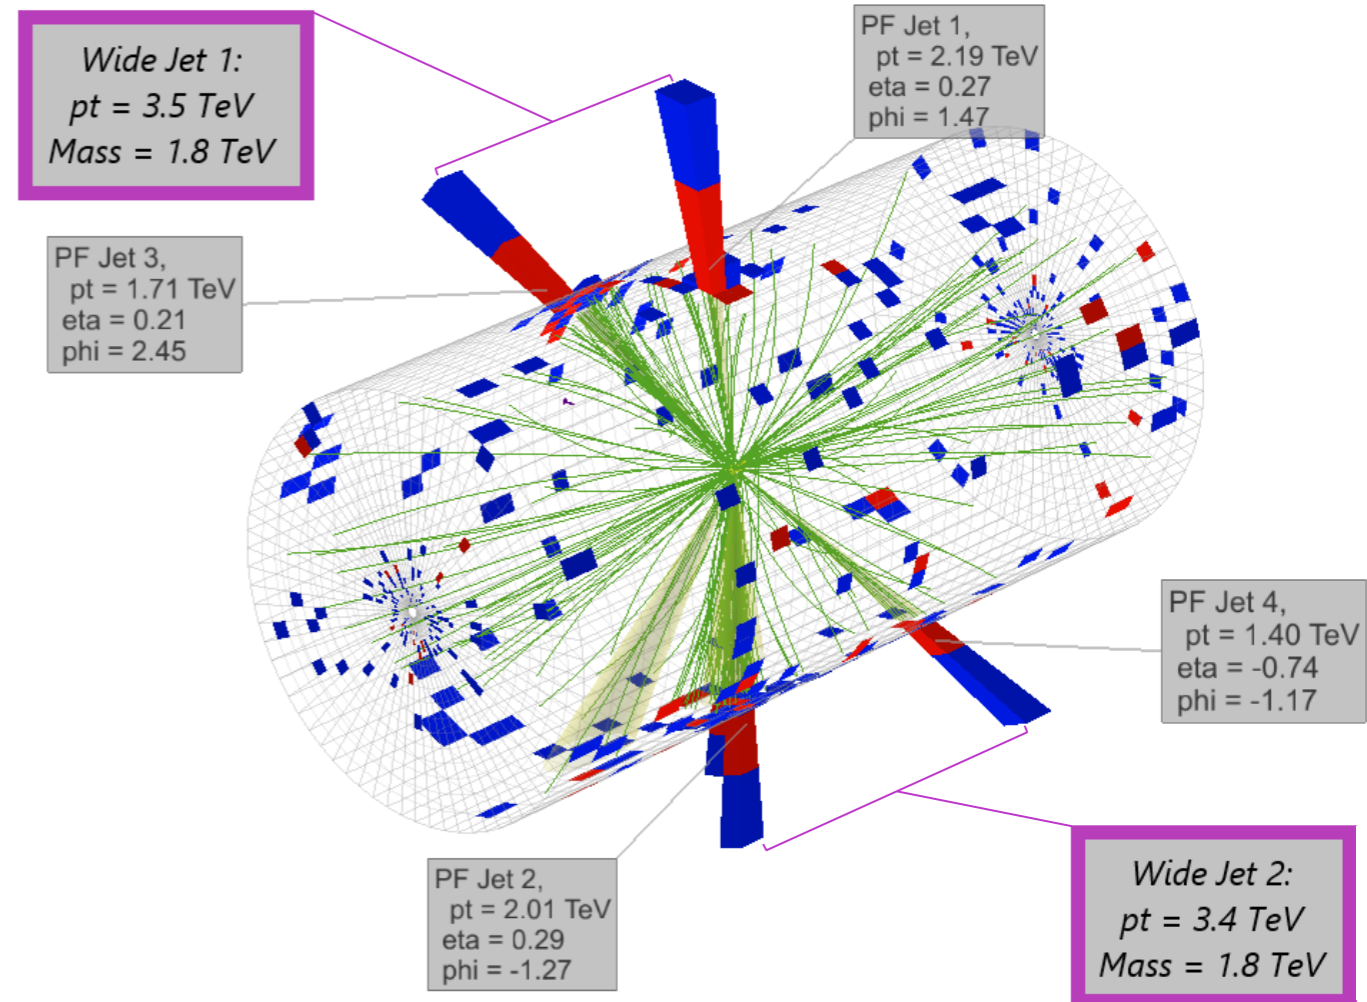 Wide Jet 1:
pt = 3.5 TeV
Mass = 1.8 TeV
PF Jet 1,
pt = 2.19 TeV
eta = 0.27
phi = 1.47
PF Jet 3,
pt = 1.71 TeV
eta = 0.21
phi = 2.45
PF Jet 4,
pt = 1.40 TeV
eta = -0.74
phi = -1.17
PF Jet 2,
pt = 2.01 TeV
eta = 0.29
phi = -1.27
Wide Jet 2:
pt = 3.4 TeV
Mass = 1.8 TeV